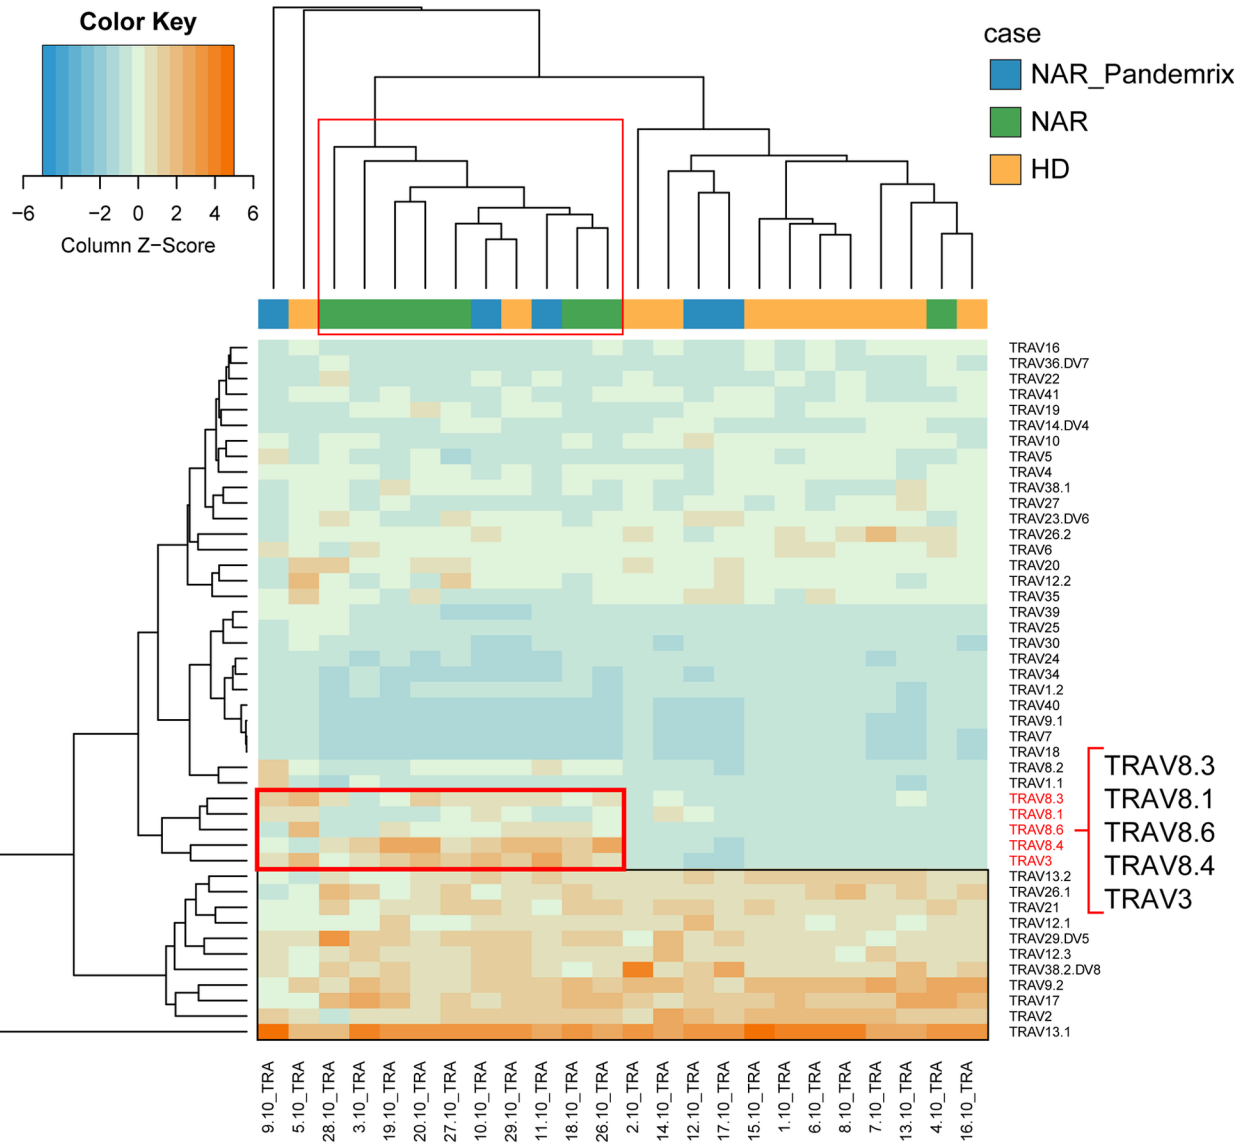 Color Key
−6
−2
0
2
4
6
Column Z−Score
case
NAR_Pandemrix
NAR
HD
TRAV16
TRAV36.DV7
TRAV22
TRAV41
TRAV19
TRAV14.DV4
TRAV10
TRAV5
TRAV4
TRAV38.1
TRAV27
TRAV23.DV6
TRAV26.2
TRAV6
TRAV20
TRAV12.2
TRAV35
TRAV39
TRAV25
TRAV30
TRAV24
TRAV34
TRAV1.2
TRAV40
TRAV9.1
TRAV7
TRAV18
TRAV8.2
TRAV1.1
TRAV8.3
TRAV8.1
TRAV8.6
TRAV8.4
TRAV3
TRAV13.2
TRAV26.1
TRAV21
TRAV12.1
TRAV29.DV5
TRAV12.3
TRAV38.2.DV8
TRAV9.2
TRAV17
TRAV2
TRAV13.1
TRAV8.3
TRAV8.1
TRAV8.6
TRAV8.4
TRAV3
9.10_TRA
5.10_TRA
28.10_TRA
3.10_TRA
19.10_TRA
20.10_TRA
27.10_TRA
10.10_TRA
29.10_TRA
11.10_TRA
18.10_TRA
26.10_TRA
2.10_TRA
14.10_TRA
12.10_TRA
17.10_TRA
15.10_TRA
1.10_TRA
6.10_TRA
8.10_TRA
7.10_TRA
13.10_TRA
4.10_TRA
16.10_TRA